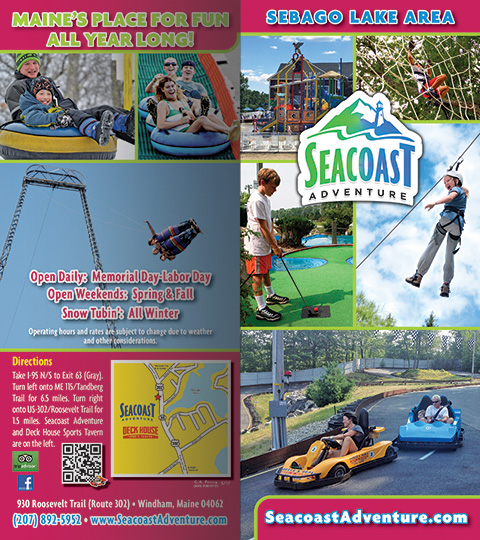 MAINE'S PLACE FOR FUN
ALL YEAR LONG!
Open Daily: Memorial Day-Labor Day
Open Weekends: Spring & Fall
Snow Tubin': All Winter
Operating hours and rates are subject to change due to weather
and other considerations.
Directions
Take I-95 N/S to Exit 63 (Gray).
Turn left onto ME 115/Tandberg
Trail for 6.5 miles. Turn right
onto US-302/Roosevelt Trail for
1.5 miles. Seacoast Adventure
and Deck House Sports Tavern
are on the left.
SEACOAST
ADVENTURE
DECK HOUSE
930 Roosevelt Trail (Route 302) • Windham, Maine 04062
(207) 892-5952 • www.SeacoastAdventure.com
SEBAGO LAKE AREA
SEACOAST
ADVENTURE
SeacoastAdventure.com